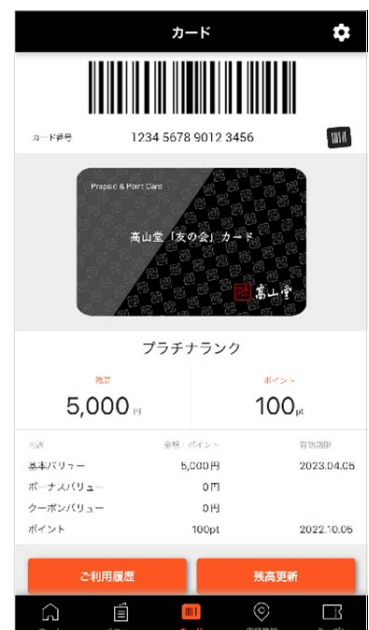 カード
カード番号 1234 5678 9012 3456
Prepaid & Point Card
高山堂「友の会」カード
高山堂
プラチナランク
残高 ポイント
5,000円 100pt
内訳 金額・ポイント 有効期限
基本バリュー 5,000円 2023.04.05
ボーナスバリュー 0円
クーポンバリュー 0円
ポイント 100pt 2022.10.05
ご利用履歴 残高更新